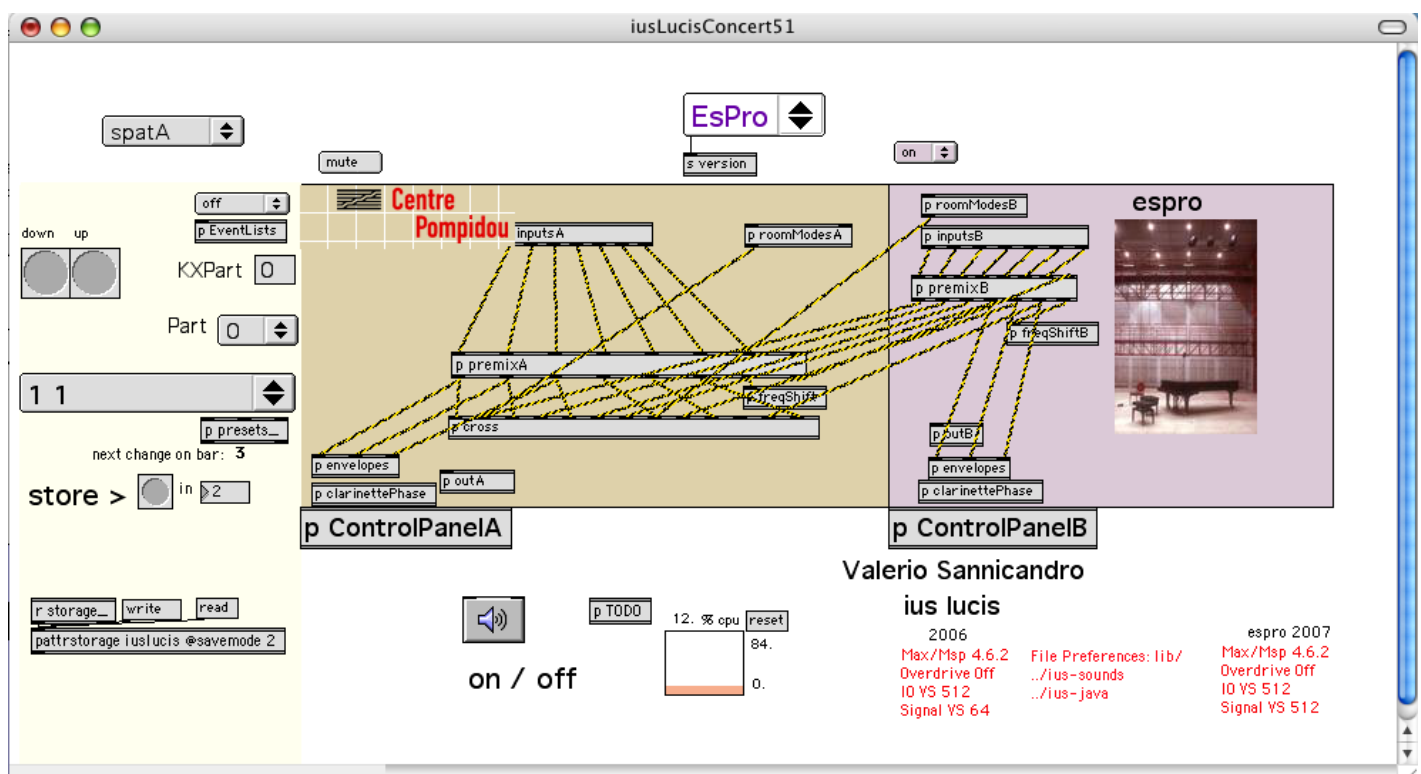 iusLucisConcert51
EsPro
spatA
s version
on
mute
off
p EventLists
down up
KXPart 0
Part 0
1 1
p presets_
next change on bar: 3
store > in 2
Centre
Pompidou
inputsA
p roomModesA
p premixA
p freqShift
p cross
p envelopes
p outA
p clarinettePhase
p ControlPanelA
p roomModesB
espro
p inputsB
p premixB
p freqShiftB
p outB
p envelopes
p clarinettePhase
p ControlPanelB
Valerio Sannicandro
ius lucis
r storage_ write read
pattrstorage iuslucis @savemode 2
on / off
p TODO
12. % cpu reset
84.
0.
2006
Max/Msp 4.6.2
Overdrive Off
IO VS 512
Signal VS 64
File Preferences: lib/
../ius-sounds
../ius-java
espro 2007
Max/Msp 4.6.2
Overdrive Off
IO VS 512
Signal VS 512